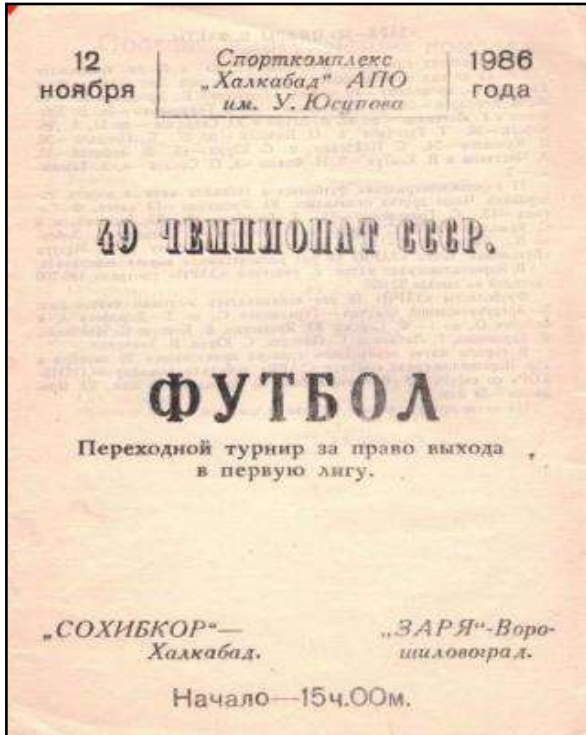 12
ноября
Спорткомплекс
„Халкабад" АПО
им. У. Юсупова
1986
года
49 ЧЕМПИОНАТ СССР.
ФУТБОЛ
Переходной турнир за право выхода
в первую лигу.
„СОХИБКОР"—
Халкабад.
„ЗАРЯ"-Воро-
шиловоград.
Начало—15ч.00м.